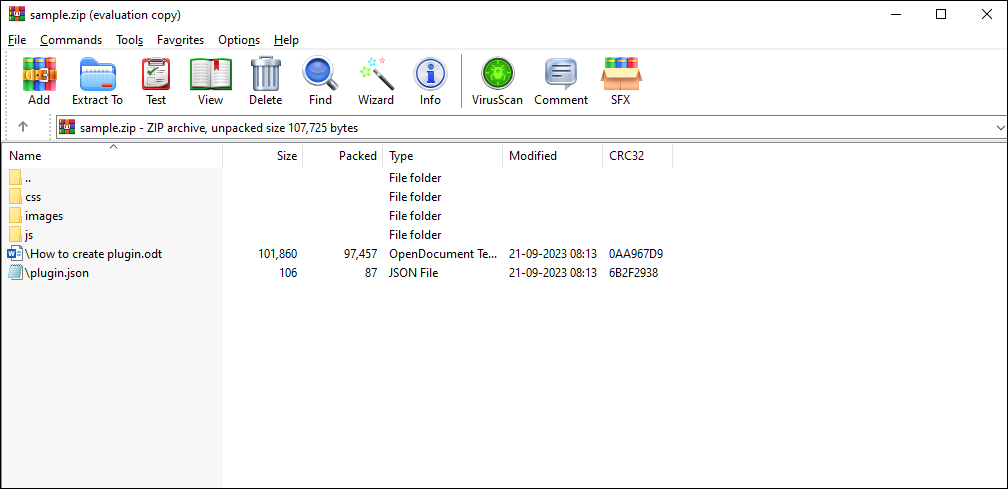 sample.zip (evaluation copy)
File Commands Tools Favorites Options Help
Add Extract To Test View Delete Find Wizard Info VirusScan Comment SFX
sample.zip - ZIP archive, unpacked size 107,725 bytes
Name Size Packed Type Modified CRC32
.. File folder
css File folder
images File folder
js File folder
\How to create plugin.odt 101,860 97,457 OpenDocument Te... 21-09-2023 08:13 0AA967D9
\plugin.json 106 87 JSON File 21-09-2023 08:13 6B2F2938